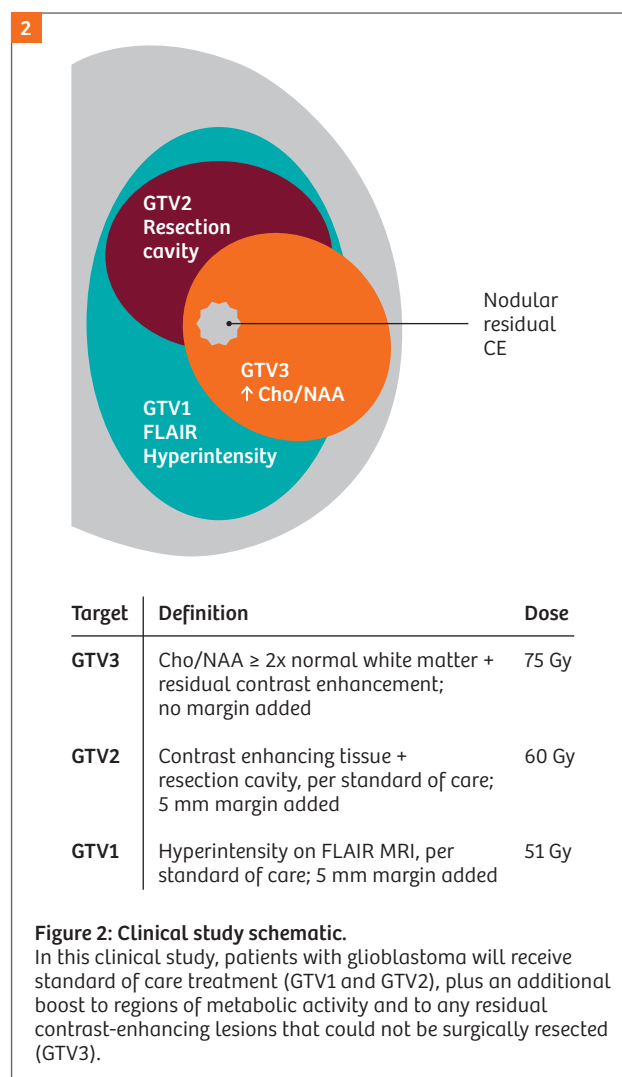 2
GTV2
Resection
cavity
Nodular
residual
CE
GTV3
↑ Cho/NAA
GTV1
FLAIR
Hyperintensity
Target Definition Dose
GTV3 Cho/NAA ≥ 2x normal white matter + 75 Gy
residual contrast enhancement;
no margin added
GTV2 Contrast enhancing tissue + 60 Gy
resection cavity, per standard of care;
5 mm margin added
GTV1 Hyperintensity on FLAIR MRI, per 51 Gy
standard of care; 5 mm margin added
Figure 2: Clinical study schematic.
In this clinical study, patients with glioblastoma will receive
standard of care treatment (GTV1 and GTV2), plus an additional
boost to regions of metabolic activity and to any residual
contrast-enhancing lesions that could not be surgically resected
(GTV3).